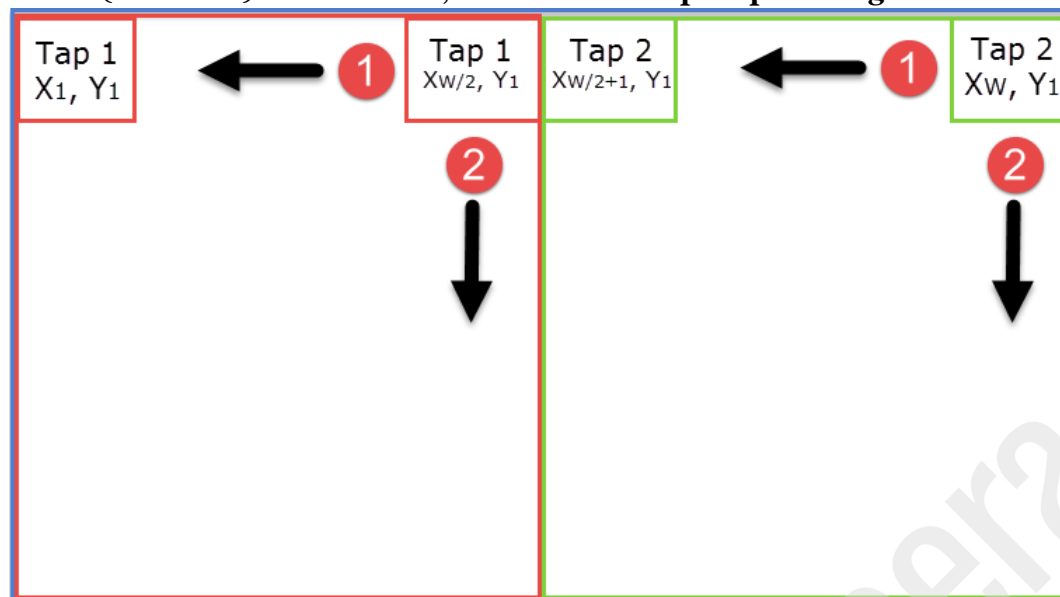 Tap 1
X1, Y1
1
Tap 1
XW/2, Y1
Tap 2
XW/2+1, Y1
1
Tap 2
XW, Y1
2
2